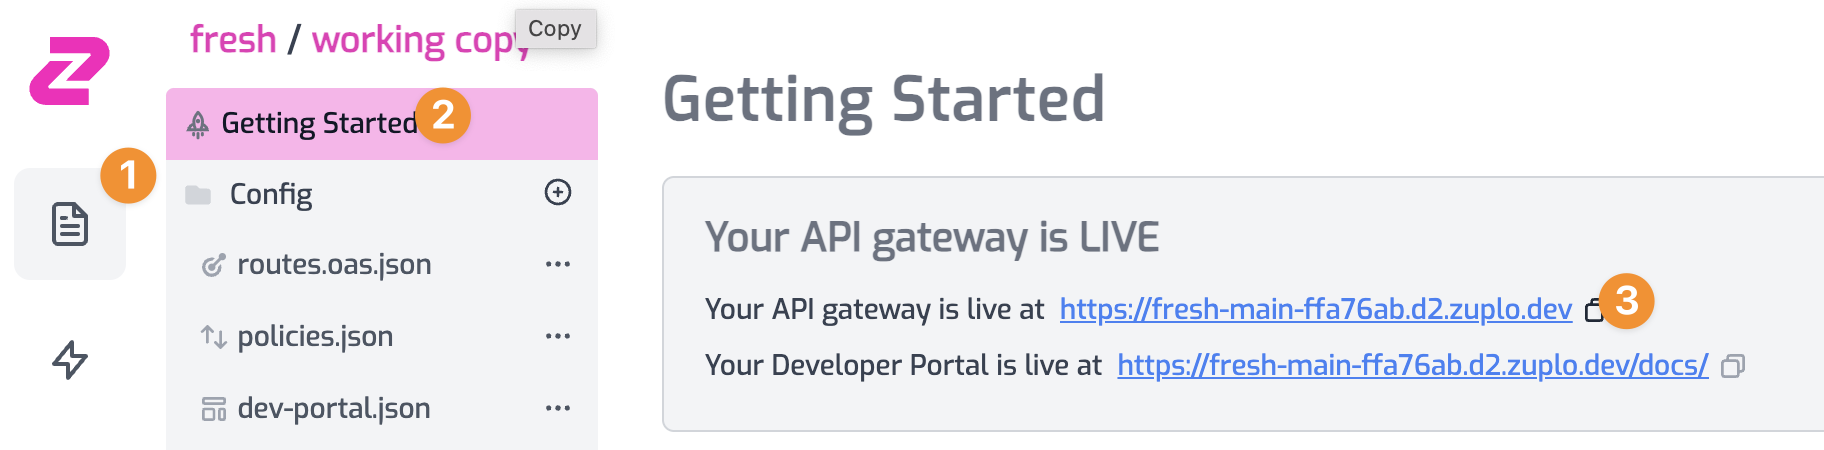 fresh / working copy
Copy
1
Getting Started
2
Config
routes.oas.json
policies.json
dev-portal.json
Getting Started
Your API gateway is LIVE
Your API gateway is live at https://fresh-main-ffa76ab.d2.zuplo.dev
3
Your Developer Portal is live at https://fresh-main-ffa76ab.d2.zuplo.dev/docs/